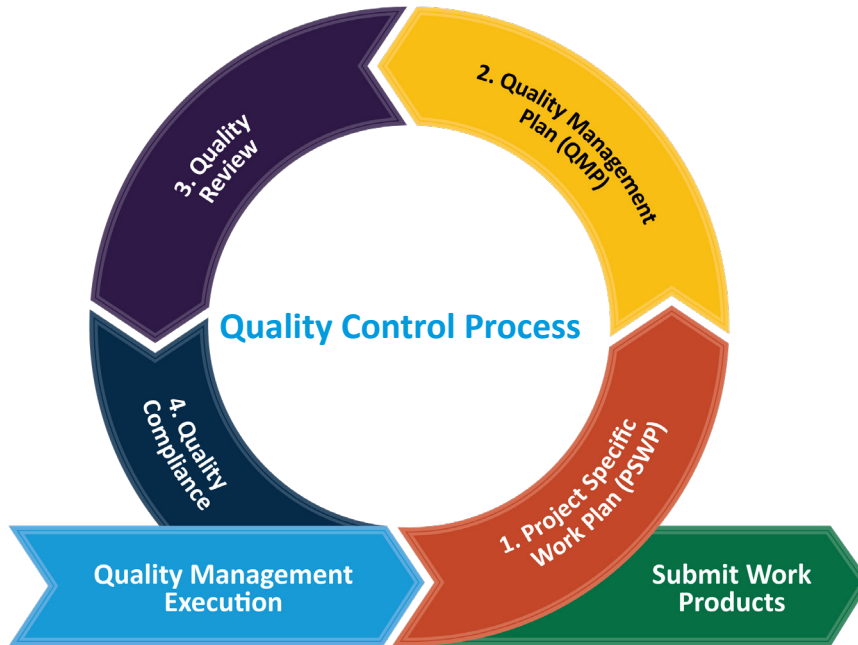 Quality Control Process
Quality Management
Execution
1. Project Specific
Work Plan (PSWP)
2. Quality Management
Plan (QMP)
3. Quality
Review
4. Quality
Compliance
Submit Work
Products